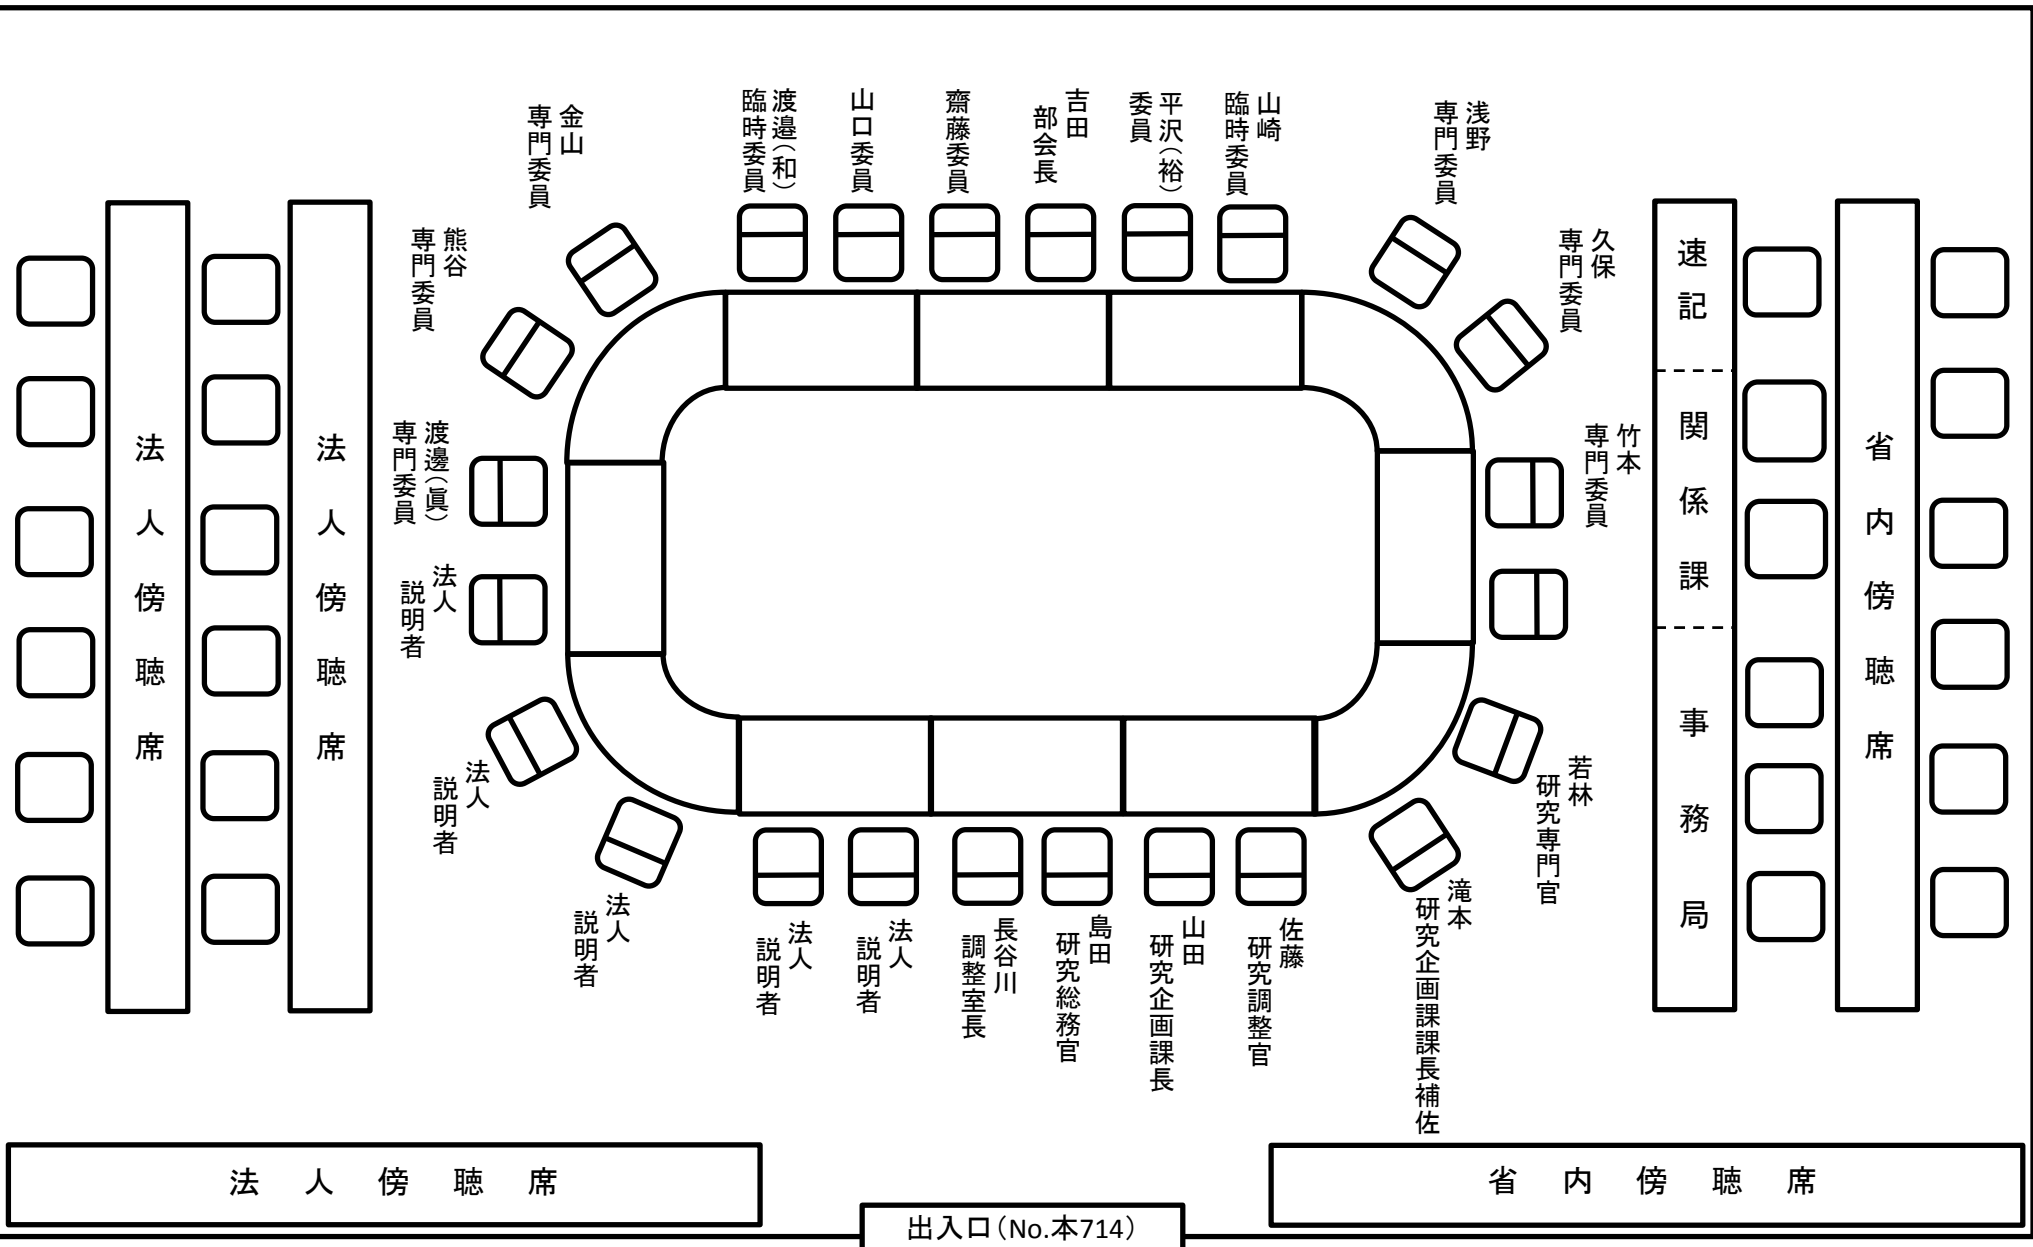 金山
専門委員
渡邉(和)
臨時委員
山口委員
齋藤委員
吉田
部会長
平沢(裕)
委員
山崎
臨時委員
浅野
専門委員
熊谷
専門委員
久保
専門委員
渡邊(眞)
専門委員
竹本
専門委員
法人
説明者
法人
説明者
法人
説明者
法人
説明者
法人
説明者
長谷川
調整室長
島田
研究総務官
山田
研究企画課長
佐藤
研究調整官
滝本
研究企画課課長補佐
若林
研究専門官
法人傍聴席
法人傍聴席
速記
関係課
事務局
省内傍聴席
法人傍聴席
省内傍聴席
出入口(No.本714)